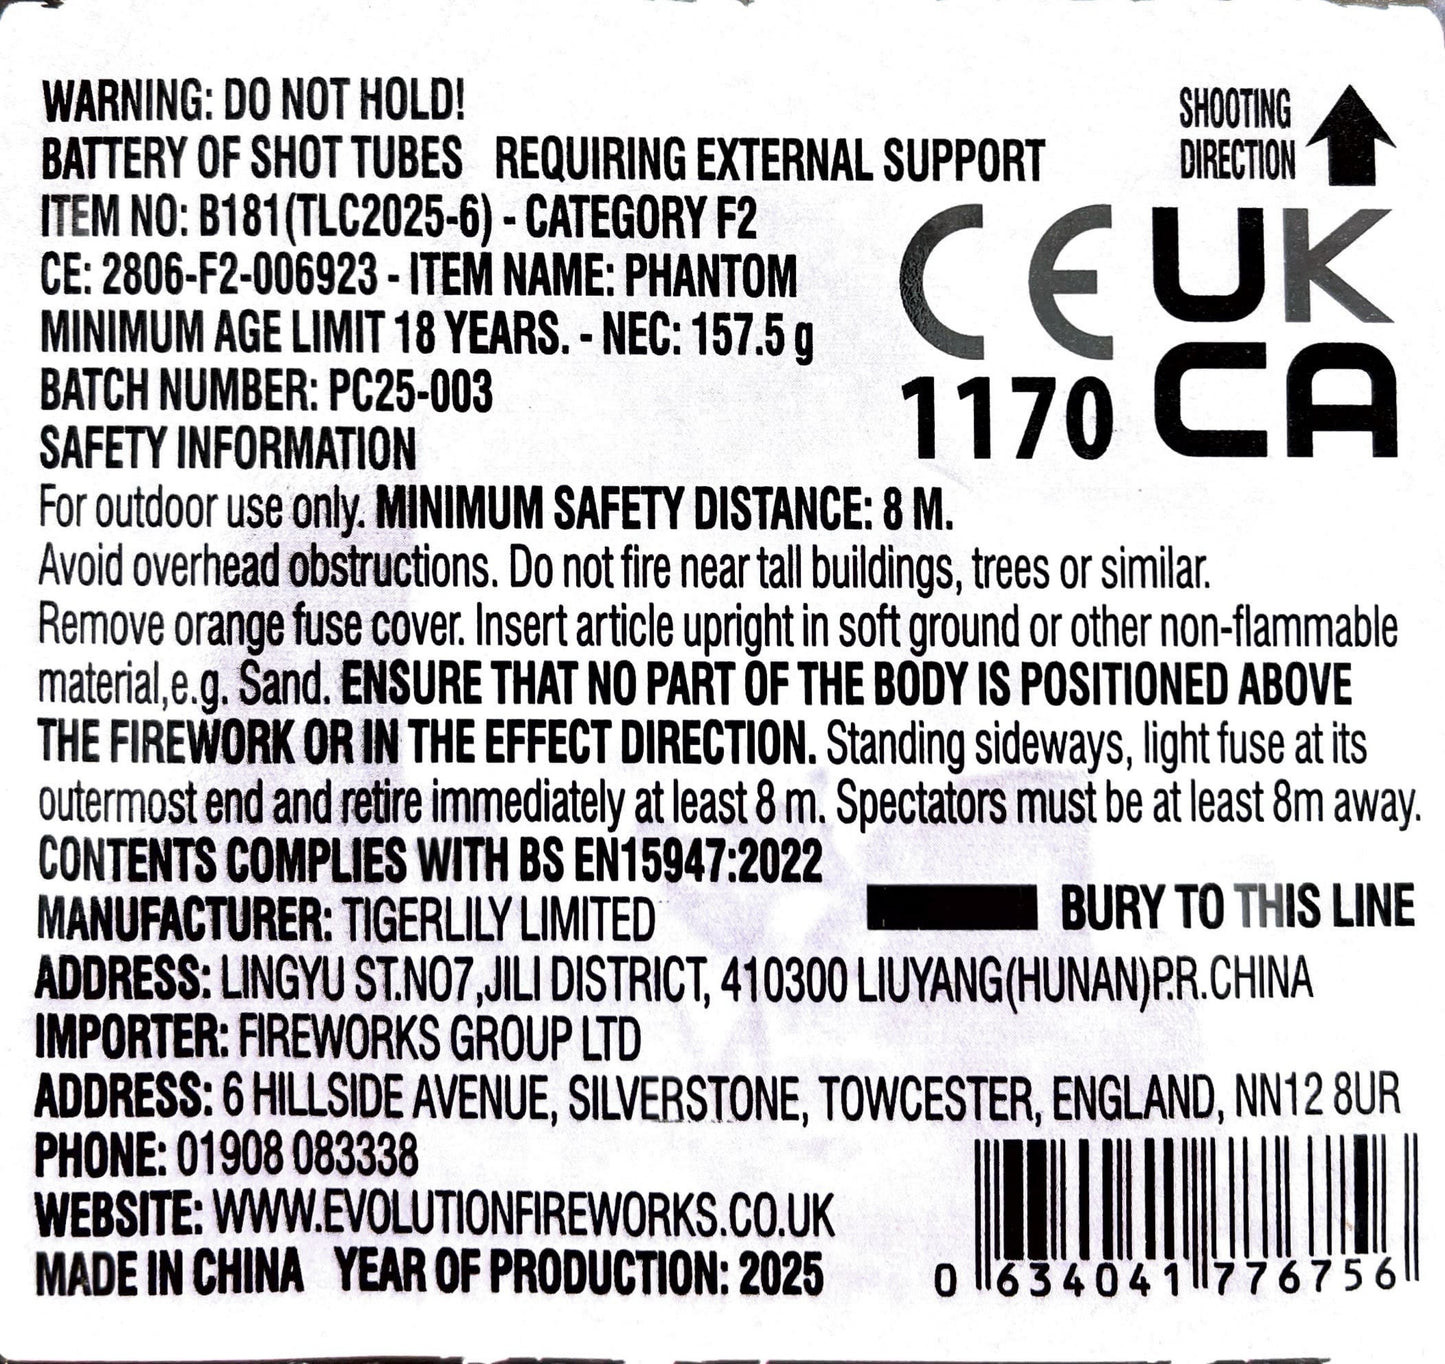 WARNING: DO NOT HOLD!
SHOOTING
DIRECTION
BATTERY OF SHOT TUBES REQUIRING EXTERNAL SUPPORT
ITEM NO: B181(TLC2025-6) - CATEGORY F2
CE: 2806-F2-006923 - ITEM NAME: PHANTOM
MINIMUM AGE LIMIT 18 YEARS. - NEC: 157.5 g
BATCH NUMBER: PC25-003
CE
1170
UK
CA
SAFETY INFORMATION
For outdoor use only. MINIMUM SAFETY DISTANCE: 8 M.
Avoid overhead obstructions. Do not fire near tall buildings, trees or similar.
Remove orange fuse cover. Insert article upright in soft ground or other non-flammable
material,e.g. Sand. ENSURE THAT NO PART OF THE BODY IS POSITIONED ABOVE
THE FIREWORK OR IN THE EFFECT DIRECTION. Standing sideways, light fuse at its
outermost end and retire immediately at least 8 m. Spectators must be at least 8m away.
CONTENTS COMPLIES WITH BS EN15947:2022
BURY TO THIS LINE
MANUFACTURER: TIGERLILY LIMITED
ADDRESS: LINGYU ST.NO7,JILI DISTRICT, 410300 LIUYANG(HUNAN)P.R.CHINA
IMPORTER: FIREWORKS GROUP LTD
ADDRESS: 6 HILLSIDE AVENUE, SILVERSTONE, TOWCESTER, ENGLAND, NN12 8UR
PHONE: 01908 083338
WEBSITE: WWW.EVOLUTIONFIREWORKS.CO.UK
MADE IN CHINA YEAR OF PRODUCTION: 2025
0 634041 776756